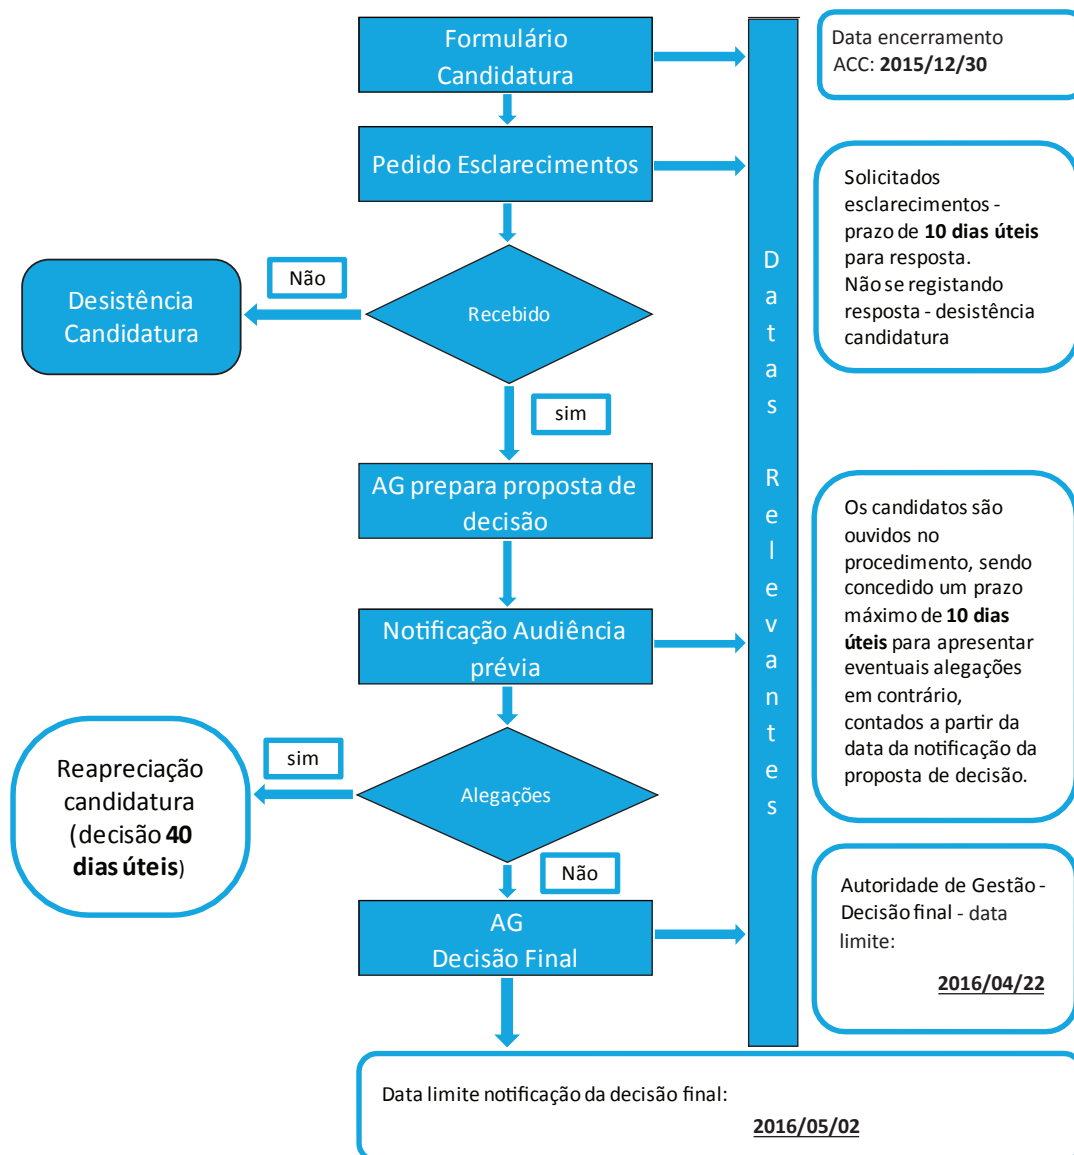 Formulário
Candidatura
Data encerramento
ACC: 2015/12/30
Pedido Esclarecimentos
Solicitados
esclarecimentos -
prazo de 10 dias úteis
para resposta.
Não se registando
resposta - desistência
candidatura
Não
Desistência
Candidatura
Recebido
sim
Datas Relevantes
AG prepara proposta de
decisão
Os candidatos são
ouvidos no
procedimento, sendo
concedido um prazo
máximo de 10 dias
úteis para apresentar
eventuais alegações
em contrário,
contados a partir da
data da notificação da
proposta de decisão.
Notificação Audiência
prévia
sim
Reapreciação
candidatura
(decisão 40
dias úteis)
Alegações
Não
AG
Decisão Final
Autoridade de Gestão -
Decisão final - data
limite:
2016/04/22
Data limite notificação da decisão final:
2016/05/02